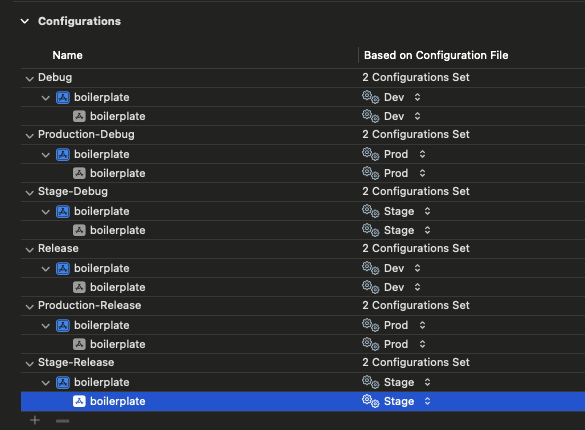 Configurations
Name Based on Configuration File
Debug 2 Configurations Set
boilerplate Dev
boilerplate Dev
Production-Debug 2 Configurations Set
boilerplate Prod
boilerplate Prod
Stage-Debug 2 Configurations Set
boilerplate Stage
boilerplate Stage
Release 2 Configurations Set
boilerplate Dev
boilerplate Dev
Production-Release 2 Configurations Set
boilerplate Prod
boilerplate Prod
Stage-Release 2 Configurations Set
boilerplate Stage
boilerplate Stage